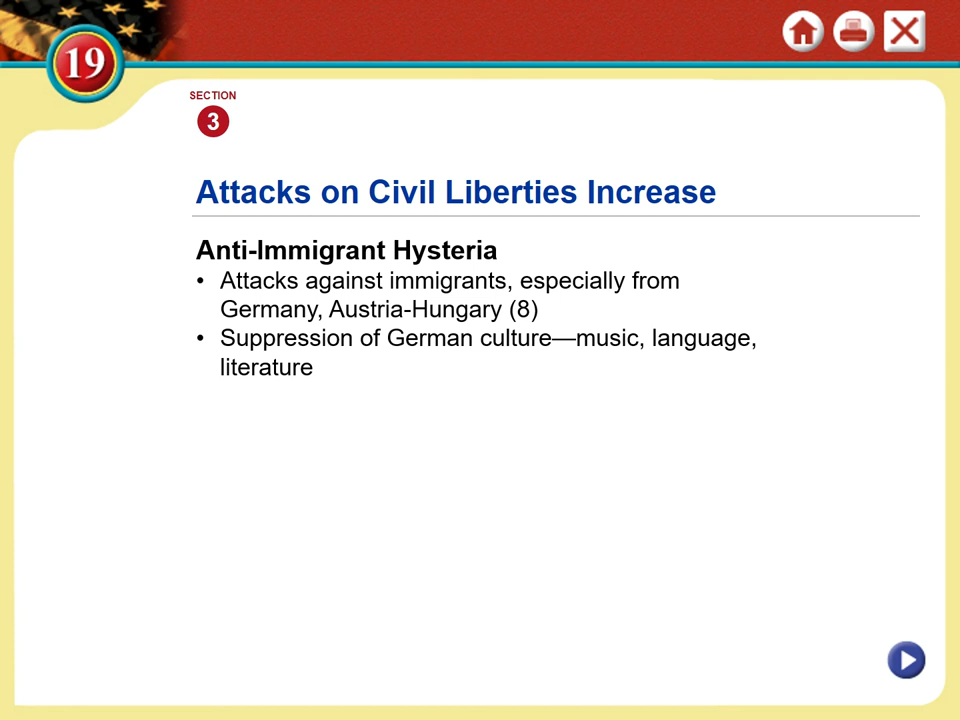 19
SECTION
3
Attacks on Civil Liberties Increase
Anti-Immigrant Hysteria
• Attacks against immigrants, especially from
Germany, Austria-Hungary (8)
• Suppression of German culture—music, language,
literature